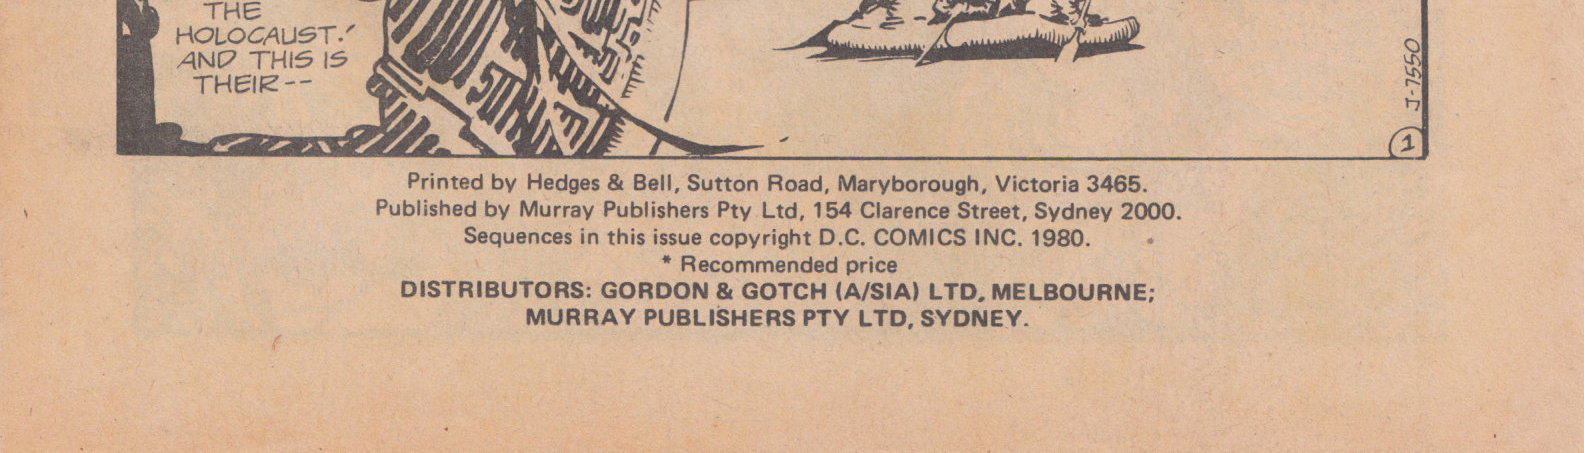 THE
HOLOCAUST!
AND THIS IS
THEIR--
J-7550
1
Printed by Hedges & Bell, Sutton Road, Maryborough, Victoria 3465.
Published by Murray Publishers Pty Ltd, 154 Clarence Street, Sydney 2000.
Sequences in this issue copyright D.C. COMICS INC. 1980.
* Recommended price
DISTRIBUTORS: GORDON & GOTCH (A/SIA) LTD, MELBOURNE;
MURRAY PUBLISHERS PTY LTD, SYDNEY.